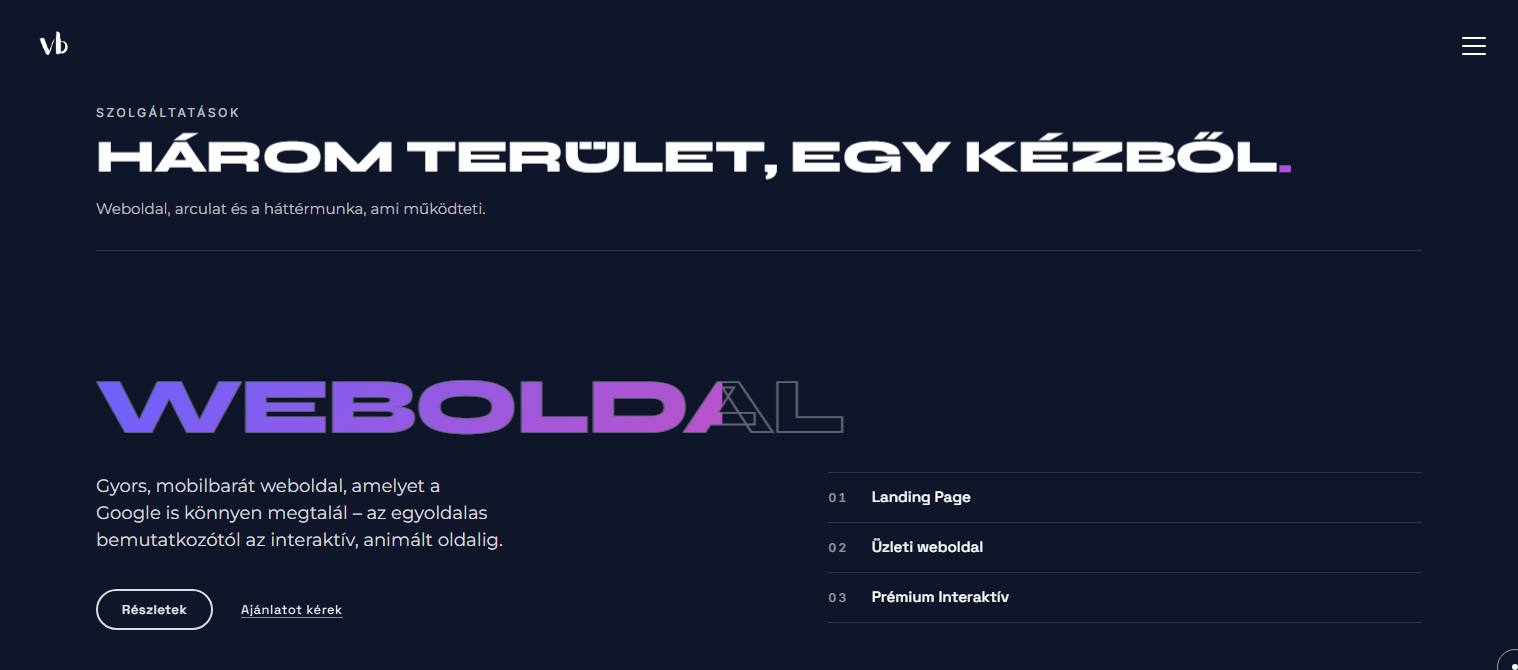 vb
SZOLGÁLTATÁSOK
HÁROM TERÜLET, EGY KÉZBŐL.
Weboldal, arculat és a háttérmunka, ami működteti.
WEBOLDAL
Gyors, mobilbarát weboldal, amelyet a
Google is könnyen megtalál – az egyoldalas
bemutatkozótól az interaktív, animált oldalig.
Részletek
Ajánlatot kérek
01 Landing Page
02 Üzleti weboldal
03 Prémium Interaktív